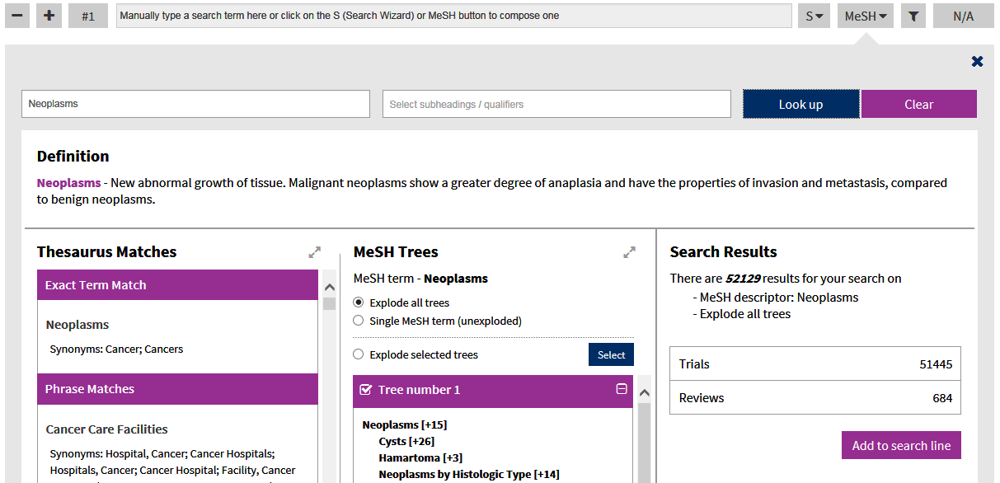 #1
Manually type a search term here or click on the S (Search Wizard) or MeSH button to compose one
S
MeSH
N/A
Neoplasms
Select subheadings / qualifiers
Look up
Clear
Definition
Neoplasms - New abnormal growth of tissue. Malignant neoplasms show a greater degree of anaplasia and have the properties of invasion and metastasis, compared
to benign neoplasms.
Thesaurus Matches
Exact Term Match
Neoplasms
Synonyms: Cancer; Cancers
Phrase Matches
Cancer Care Facilities
Synonyms: Hospital, Cancer; Cancer Hospitals;
Hospitals, Cancer; Cancer Hospital; Facility, Cancer
MeSH Trees
MeSH term - Neoplasms
Explode all trees
Single MeSH term (unexploded)
Explode selected trees
Select
Tree number 1
Neoplasms [+15]
Cysts [+26]
Hamartoma [+3]
Neoplasms by Histologic Type [+14]
Search Results
There are 52129 results for your search on
- MeSH descriptor: Neoplasms
- Explode all trees
Trials 51445
Reviews 684
Add to search line